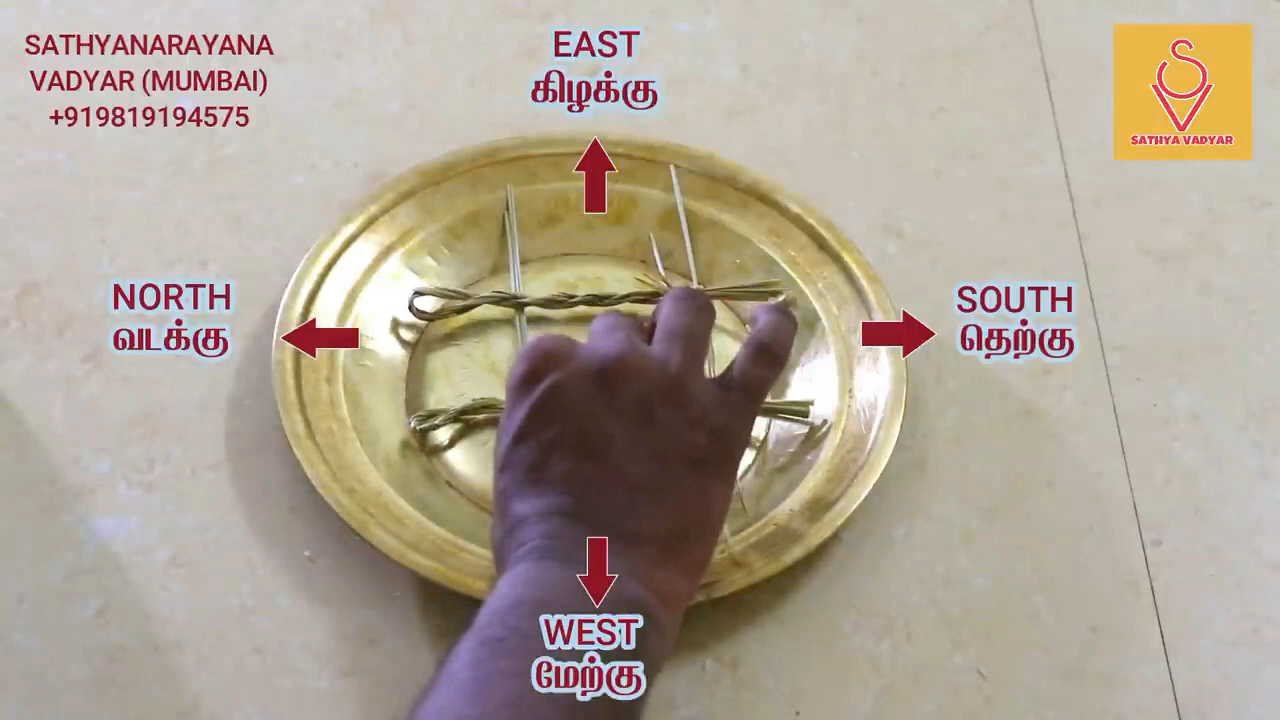 SATHYANARAYANA
VADYAR (MUMBAI)
+919819194575
EAST
கிழக்கு
SATHYA VADYAR
NORTH
வடக்கு
SOUTH
தெற்கு
WEST
மேற்கு